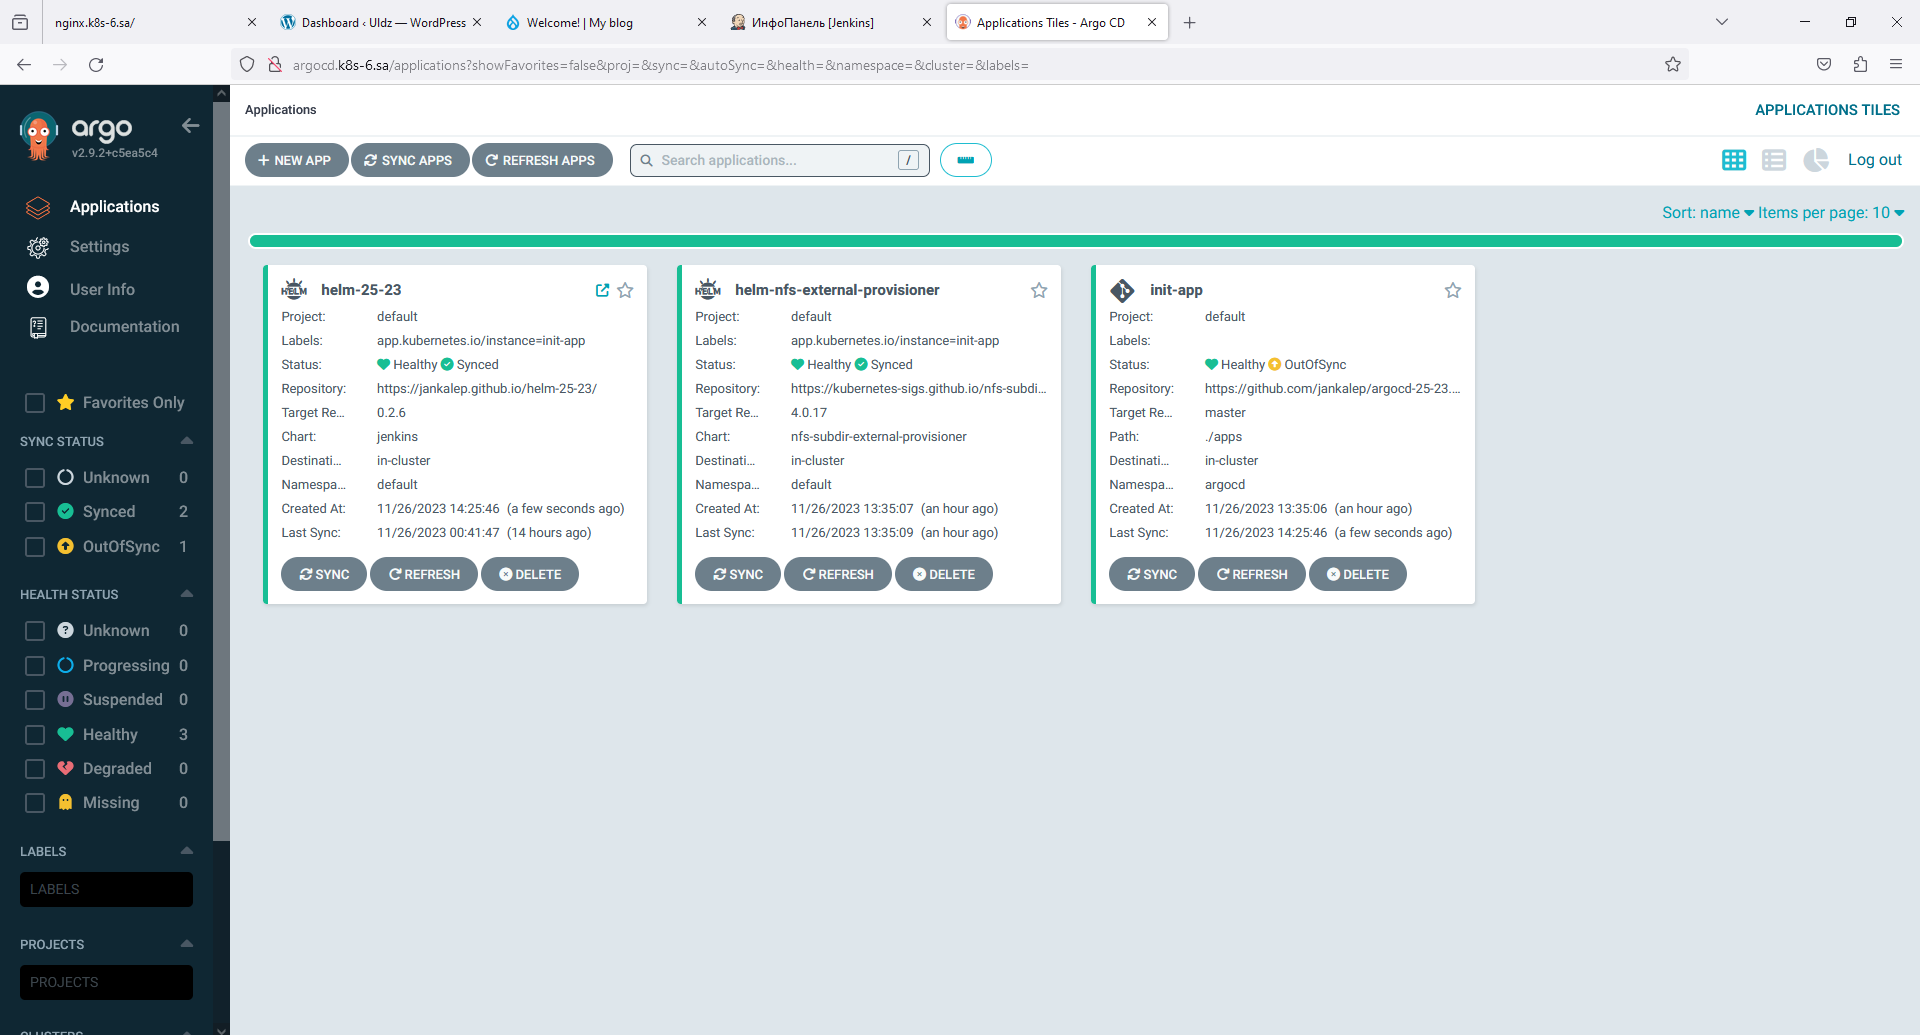 nginx.k8s-6.sa/
Dashboard ‹ Uldz — WordPress
Welcome! | My blog
ИнфоПанель [Jenkins]
Applications Tiles - Argo CD
argocd.k8s-6.sa/applications?showFavorites=false&proj=&sync=&autoSync=&health=&namespace=&cluster=&labels=
argo
v2.9.2+c5ea5c4
Applications
Settings
User Info
Documentation
Favorites Only
SYNC STATUS
Unknown 0
Synced 2
OutOfSync 1
HEALTH STATUS
Unknown 0
Progressing 0
Suspended 0
Healthy 3
Degraded 0
Missing 0
LABELS
LABELS
PROJECTS
PROJECTS
CLUSTERS
Applications
APPLICATIONS TILES
NEW APP SYNC APPS REFRESH APPS Search applications... / Log out
Sort: name Items per page: 10
HELM helm-25-23
Project: default
Labels: app.kubernetes.io/instance=init-app
Status: Healthy Synced
Repository: https://jankalep.github.io/helm-25-23/
Target Re... 0.2.6
Chart: jenkins
Destinati... in-cluster
Namespa... default
Created At: 11/26/2023 14:25:46 (a few seconds ago)
Last Sync: 11/26/2023 00:41:47 (14 hours ago)
SYNC REFRESH DELETE
HELM helm-nfs-external-provisioner
Project: default
Labels: app.kubernetes.io/instance=init-app
Status: Healthy Synced
Repository: https://kubernetes-sigs.github.io/nfs-subdi...
Target Re... 4.0.17
Chart: nfs-subdir-external-provisioner
Destinati... in-cluster
Namespa... default
Created At: 11/26/2023 13:35:07 (an hour ago)
Last Sync: 11/26/2023 13:35:09 (an hour ago)
SYNC REFRESH DELETE
init-app
Project: default
Labels:
Status: Healthy OutOfSync
Repository: https://github.com/jankalep/argocd-25-23....
Target Re... master
Path: ./apps
Destinati... in-cluster
Namespa... argocd
Created At: 11/26/2023 13:35:06 (an hour ago)
Last Sync: 11/26/2023 14:25:46 (a few seconds ago)
SYNC REFRESH DELETE